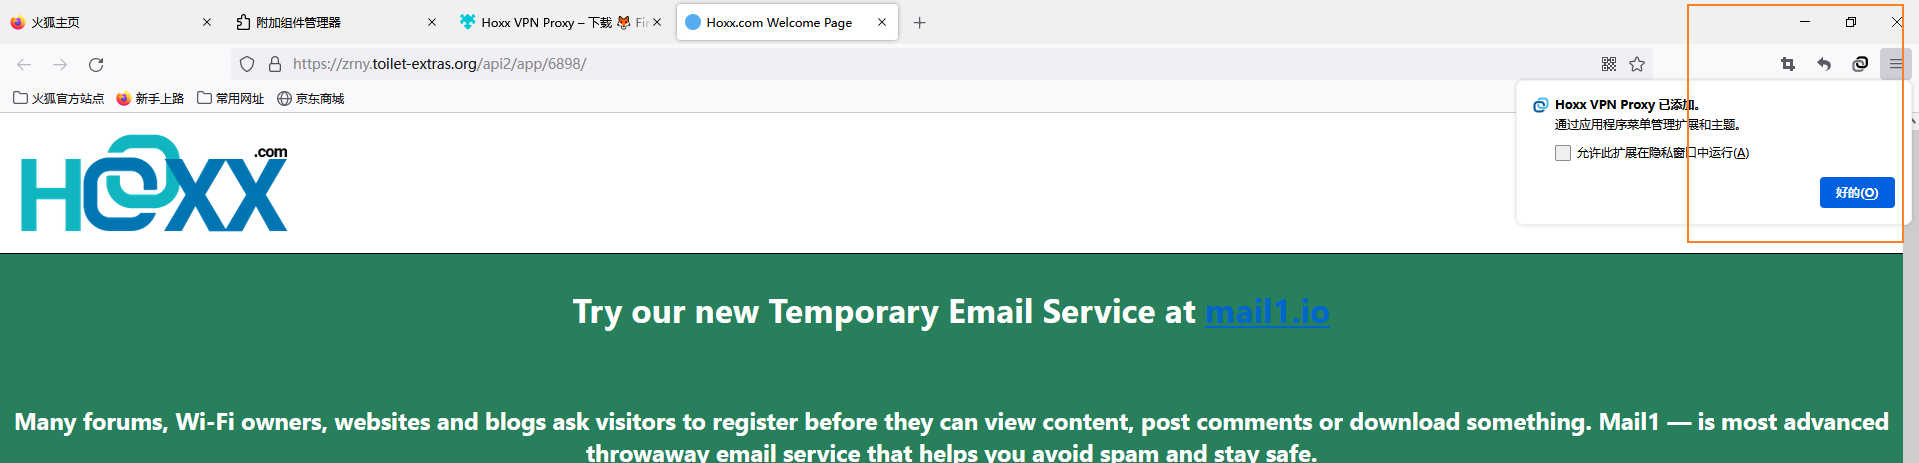 火狐主页
附加组件管理器
Hoxx VPN Proxy – 下载 🦊 Fir
Hoxx.com Welcome Page
https://zrny.toilet-extras.org/api2/app/6898/
火狐官方站点
新手上路
常用网址
京东商城
Hoxx VPN Proxy 已添加。
通过应用程序菜单管理扩展和主题。
允许此扩展在隐私窗口中运行(A)
好的(O)
HOXX
.com
Try our new Temporary Email Service at mail1.io
Many forums, Wi-Fi owners, websites and blogs ask visitors to register before they can view content, post comments or download something. Mail1 — is most advanced
throwaway email service that helps you avoid spam and stay safe.